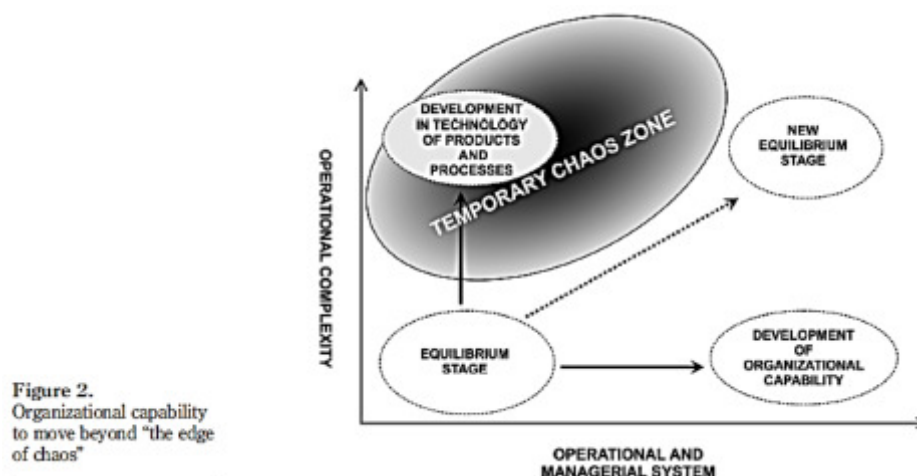 DEVELOPMENT
IN TECHNOLOGY
OF PRODUCTS
AND
PROCESSES
NEW
EQUILIBRIUM
STAGE
TEMPORARY CHAOS ZONE
OPERATIONAL COMPLEXITY
EQUILIBRIUM
STAGE
DEVELOPMENT
OF
ORGANIZATIONAL
CAPABILITY
OPERATIONAL AND
MANAGERIAL SYSTEM
Figure 2.
Organizational capability
to move beyond "the edge
of chaos"